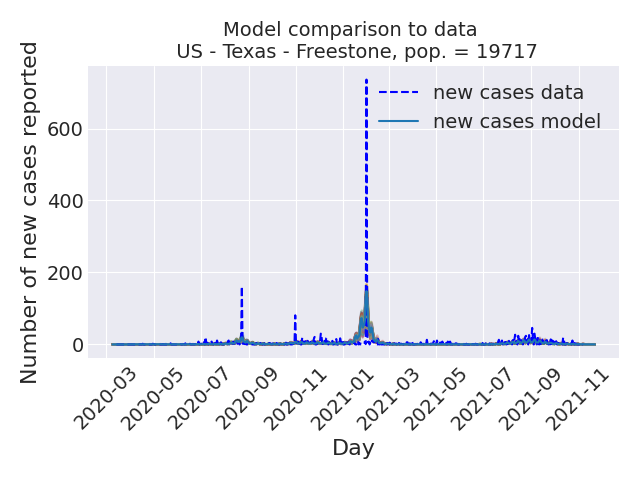 Model comparison to data
US - Texas - Freestone, pop. = 19717
Number of new cases reported
600
400
200
0
new cases data
new cases model
2020-03
2020-05
2020-07
2020-09
2020-11
2021-01
2021-03
2021-05
2021-07
2021-09
2021-11
Day